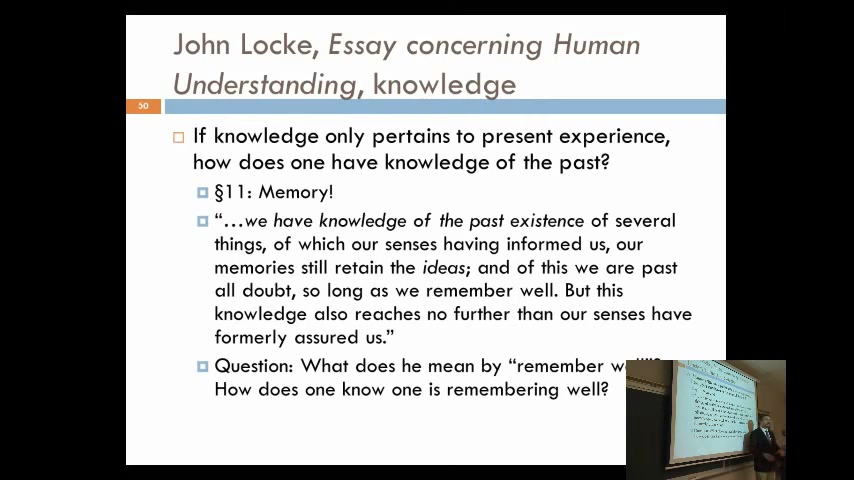 John Locke, Essay concerning Human
Understanding, knowledge
50
If knowledge only pertains to present experience,
how does one have knowledge of the past?
§11: Memory!
“…we have knowledge of the past existence of several
things, of which our senses having informed us, our
memories still retain the ideas; and of this we are past
all doubt, so long as we remember well. But this
knowledge also reaches no further than our senses have
formerly assured us.”
Question: What does he mean by “remember
How does one know one is remembering well?